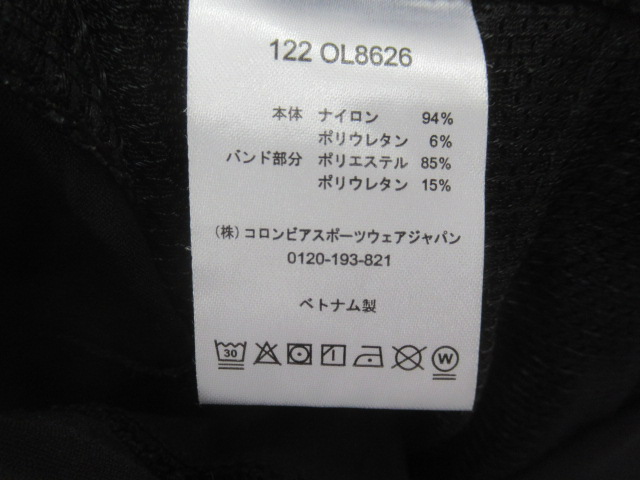 122 OL8626
本体 ナイロン 94%
ポリウレタン 6%
バンド部分 ポリエステル 85%
ポリウレタン 15%
(株) コロンビアスポーツウェアジャパン
0120-193-821
ベトナム製
30 W